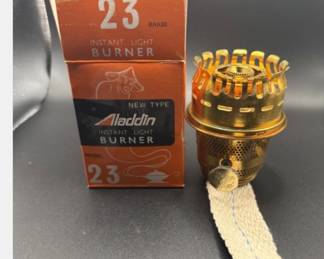 23
BRASS
INSTANT LIGHT
BURNER
NEW TYPE
Aladdin
INSTANT LIGHT
BURNER
23